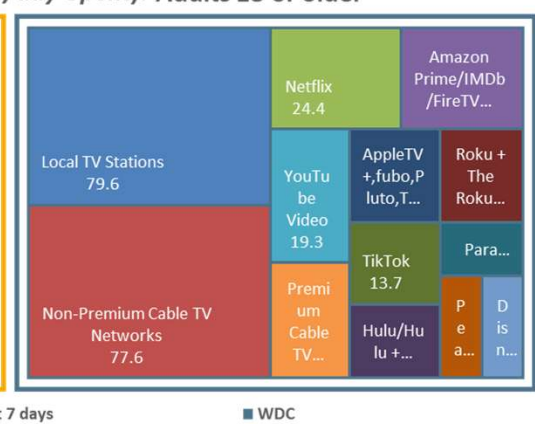 Local TV Stations
79.6
Non-Premium Cable TV
Networks
77.6
Netflix
24.4
Amazon
Prime/IMDb
/FireTV...
YouTu
be
Video
19.3
AppleTV
+,fubo,P
luto,T...
Roku +
The
Roku...
TikTok
13.7
Para...
Premi
um
Cable
TV...
Hulu/Hu
lu +...
P
e
a...
D
is
n...
7 days
WDC